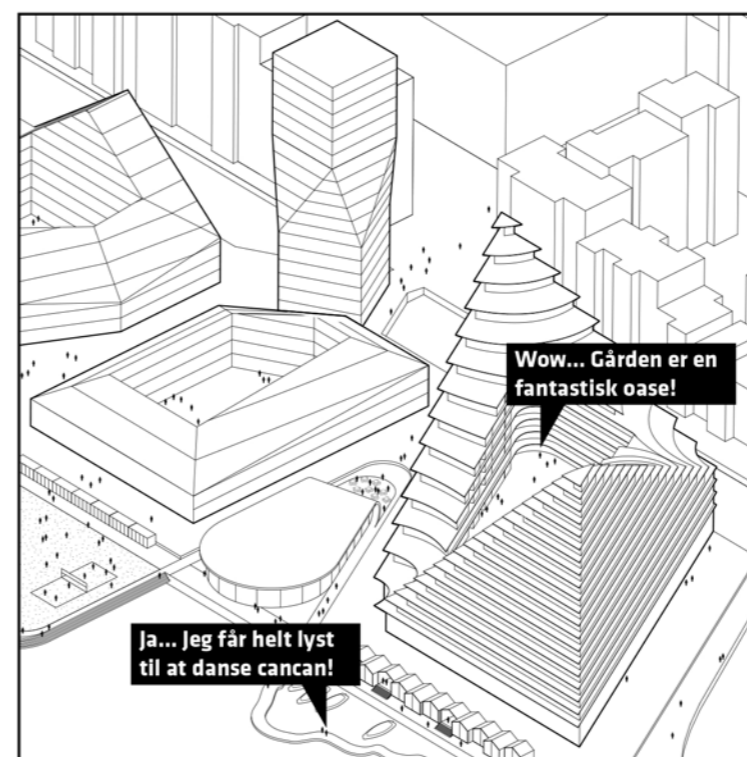 Wow... Gården er en
fantastisk oase!
Ja... Jeg får helt lyst
til at danse cancan!